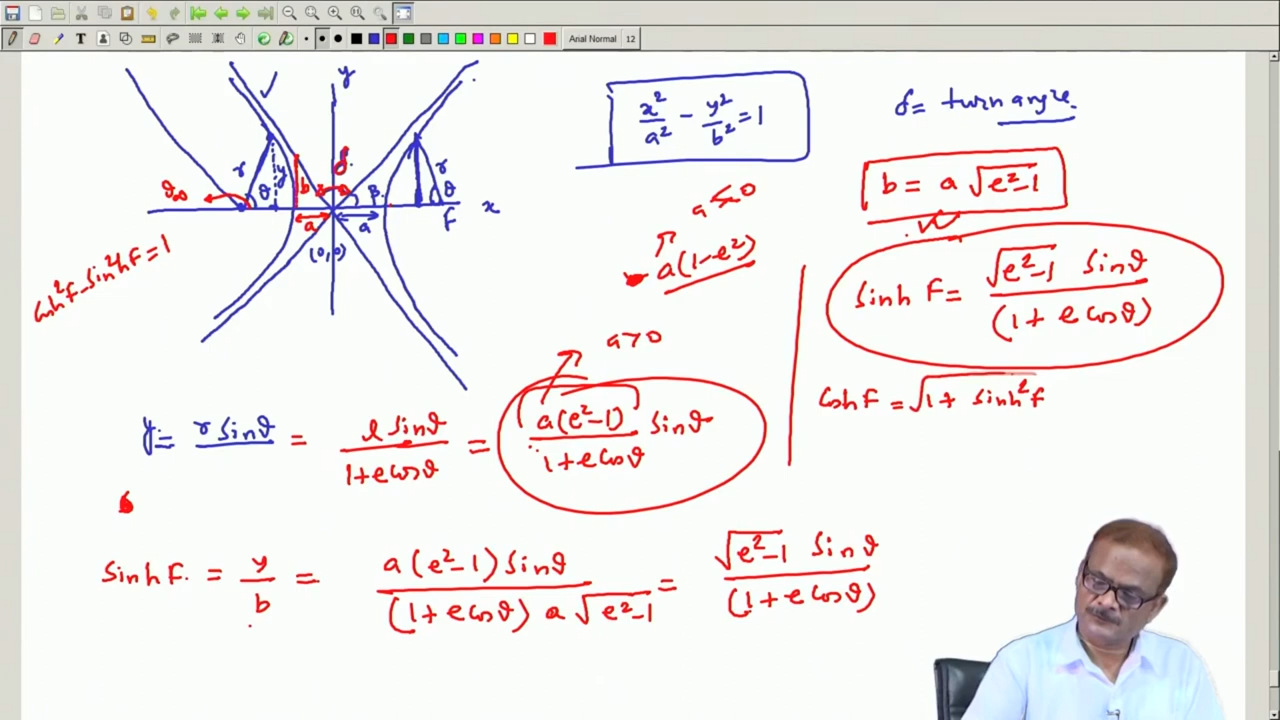 Arial Normal 12
y
x²/a² - y²/b² = 1
δ = turn angle
δ
b = a √(e²-1)
r θ y b β r θ
ϑ∞
a a F x
(0,0)
cosh²F - sin²hF = 1
a < 0
a(1-e²)
sinh F = √(e²-1) sinϑ / (1 + e cosϑ)
a > 0
cosh F = √(1 + sinh²F)
y = r sinϑ = l sinϑ / (1+e cosϑ) = a(e²-1) / (1+e cosϑ) sinϑ
sinh F. = y/b = a(e²-1) sinϑ / ((1+e cosϑ) a √(e²-1)) = √(e²-1) sinϑ / (1+e cosϑ)